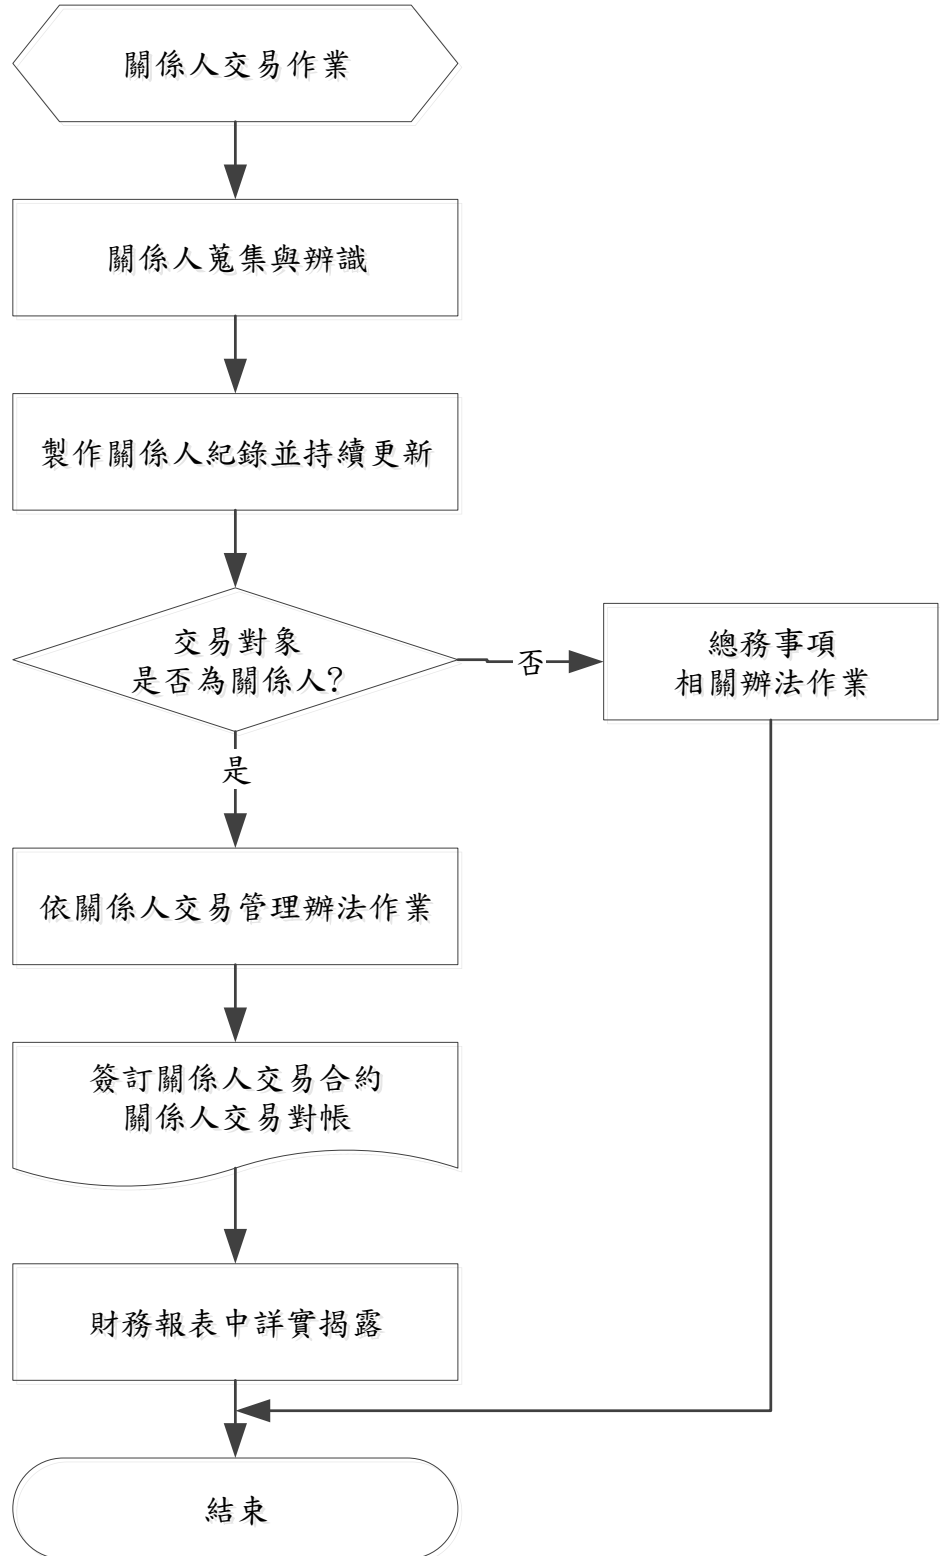 關係人交易作業
關係人蒐集與辨識
製作關係人紀錄並持續更新
交易對象
是否為關係人?
否
總務事項
相關辦法作業
是
依關係人交易管理辦法作業
簽訂關係人交易合約
關係人交易對帳
財務報表中詳實揭露
結束